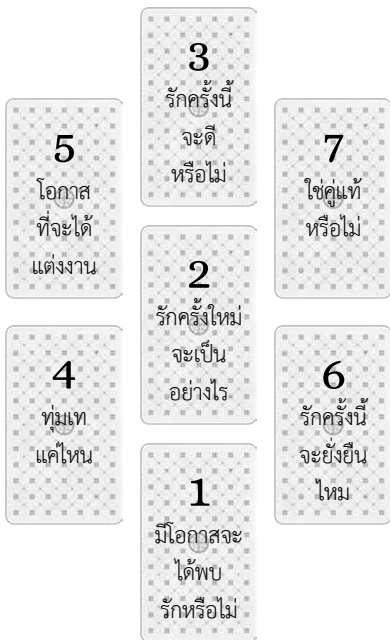 3
รักครั้งนี้
จะดี
หรือไม่
5
โอกาส
ที่จะได้
แต่งงาน
7
ใช่คู่แท้
หรือไม่
2
รักครั้งใหม่
จะเป็น
อย่างไร
4
ทุ่มเท
แค่ไหน
6
รักครั้งนี้
จะยั่งยืน
ไหม
1
มีโอกาสจะ
ได้พบ
รักหรือไม่